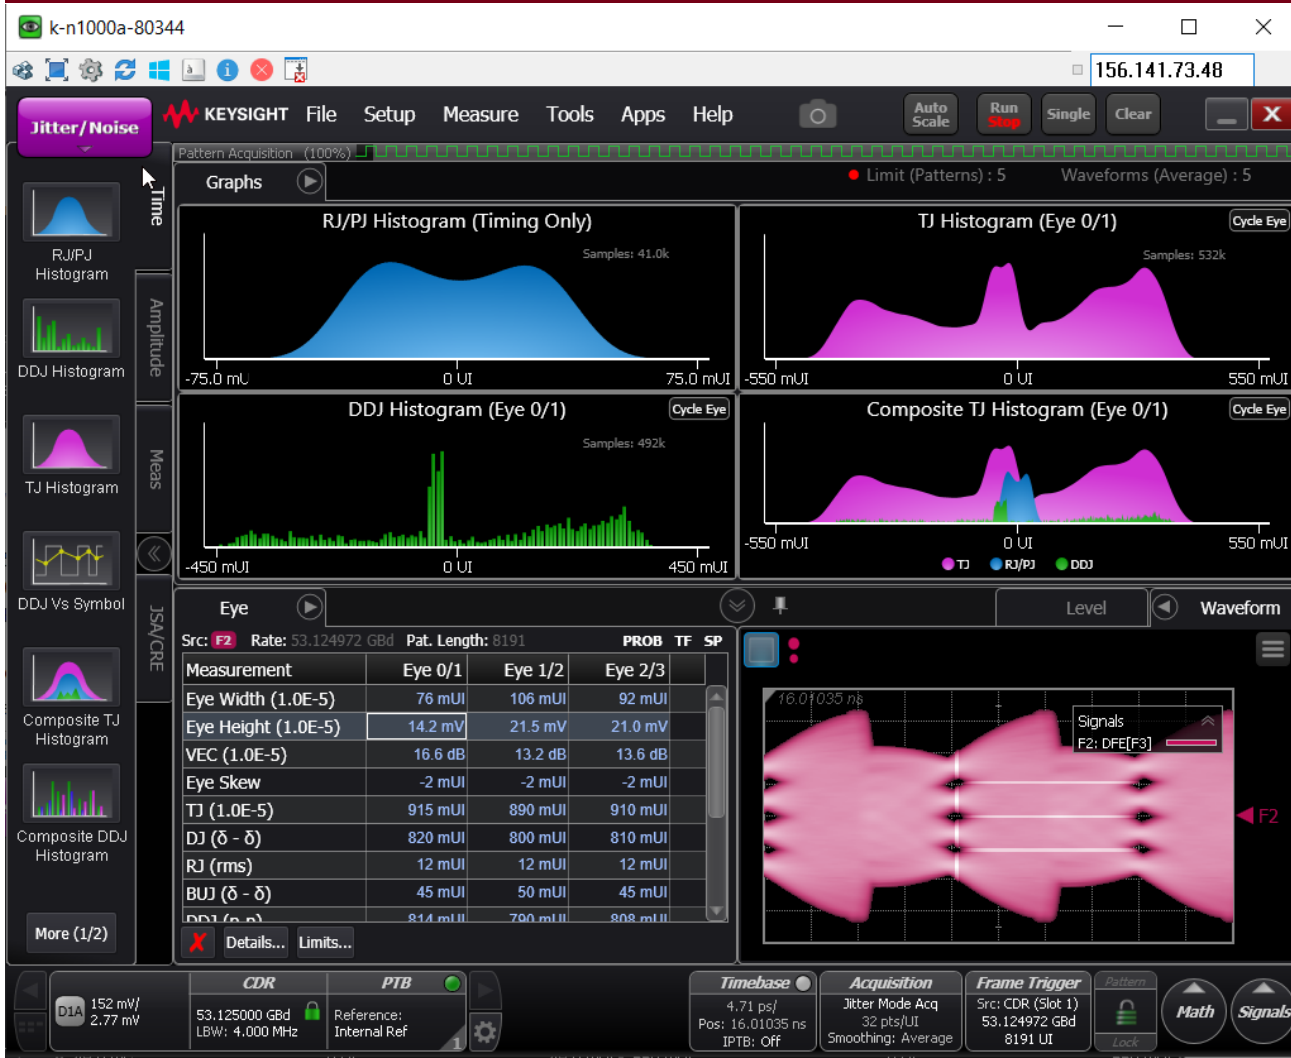 k-n1000a-80344
156.141.73.48
Jitter/Noise
KEYSIGHT File Setup Measure Tools Apps Help
Auto Scale
Run Stop
Single
Clear
Pattern Acquisition (100%)
Graphs
Limit (Patterns) : 5
Waveforms (Average) : 5
Time
Amplitude
Meas
JSA/CRE
RJ/PJ
Histogram
DDJ Histogram
TJ Histogram
DDJ Vs Symbol
Composite TJ
Histogram
Composite DDJ
Histogram
More (1/2)
RJ/PJ Histogram (Timing Only)
Samples: 41.0k
-75.0 mU
0 UI
75.0 mUI
TJ Histogram (Eye 0/1)
Cycle Eye
Samples: 532k
-550 mUI
0 UI
550 mUI
DDJ Histogram (Eye 0/1)
Cycle Eye
Samples: 492k
-450 mUI
0 UI
450 mUI
Composite TJ Histogram (Eye 0/1)
Cycle Eye
-550 mUI
0 UI
550 mUI
TJ RJ/PJ DDJ
Eye
Level
Waveform
Src: F2 Rate: 53.124972 GBd Pat. Length: 8191 PROB TF SP
Measurement Eye 0/1 Eye 1/2 Eye 2/3
Eye Width (1.0E-5) 76 mUI 106 mUI 92 mUI
Eye Height (1.0E-5) 14.2 mV 21.5 mV 21.0 mV
VEC (1.0E-5) 16.6 dB 13.2 dB 13.6 dB
Eye Skew -2 mUI -2 mUI -2 mUI
TJ (1.0E-5) 915 mUI 890 mUI 910 mUI
DJ (δ - δ) 820 mUI 800 mUI 810 mUI
RJ (rms) 12 mUI 12 mUI 12 mUI
BUJ (δ - δ) 45 mUI 50 mUI 45 mUI
DDJ (p-p) 814 mUI 790 mUI 808 mUI
Details...
Limits...
16.01035 ns
Signals
F2: DFE[F3]
F2
D1A
152 mV/
2.77 mV
CDR
53.125000 GBd
LBW: 4.000 MHz
PTB
Reference:
Internal Ref
1
Timebase
4.71 ps/
Pos: 16.01035 ns
IPTB: Off
Acquisition
Jitter Mode Acq
32 pts/UI
Smoothing: Average
Frame Trigger
Src: CDR (Slot 1)
53.124972 GBd
8191 UI
Pattern
Lock
Math
Signals